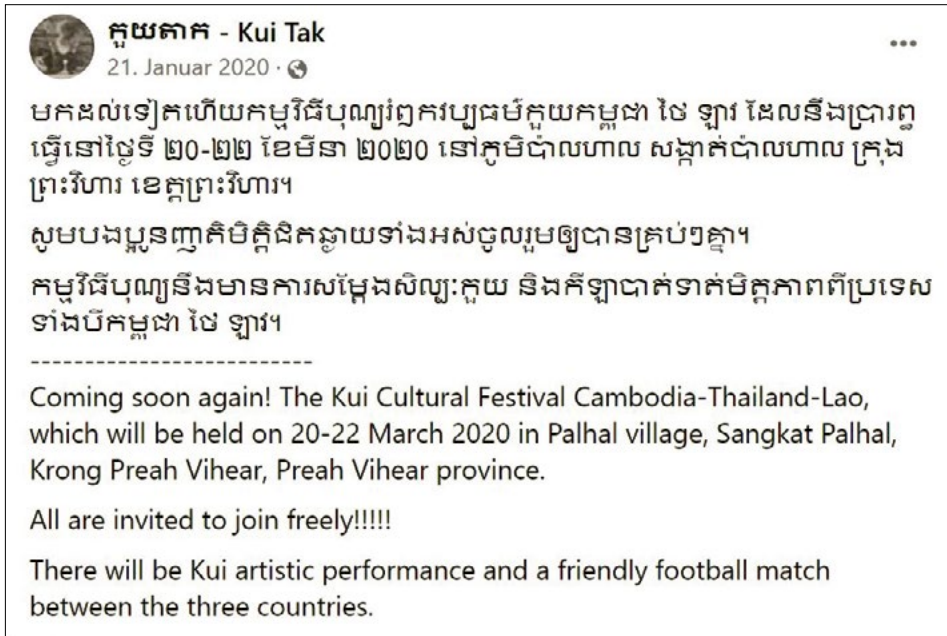 កួយតាក - Kui Tak
21. Januar 2020 ·
មកដល់ទៀតហើយកម្មវិធីបុណ្យរំឭកវប្បធម៌កួយកម្ពុជា ថៃ ឡាវ ដែលនឹងប្រារព្ធ
ធ្វើនៅថ្ងៃទី ២០-២២ ខែមីនា ២០២០ នៅភូមិប៉ាលហាល សង្កាត់ប៉ាលហាល ក្រុង
ព្រះវិហារ ខេត្តព្រះវិហារ។
សូមបងប្អូនញាតិមិត្តជិតឆ្ងាយទាំងអស់ចូលរួមឲ្យបានគ្រប់ៗគ្នា។
កម្មវិធីបុណ្យនឹងមានការសម្ដែងសិល្បៈកួយ និងកីឡាបាត់ទាត់មិត្តភាពពីប្រទេស
ទាំងបីកម្ពុជា ថៃ ឡាវ។
--------------------------
Coming soon again! The Kui Cultural Festival Cambodia-Thailand-Lao,
which will be held on 20-22 March 2020 in Palhal village, Sangkat Palhal,
Krong Preah Vihear, Preah Vihear province.
All are invited to join freely!!!!!
There will be Kui artistic performance and a friendly football match
between the three countries.